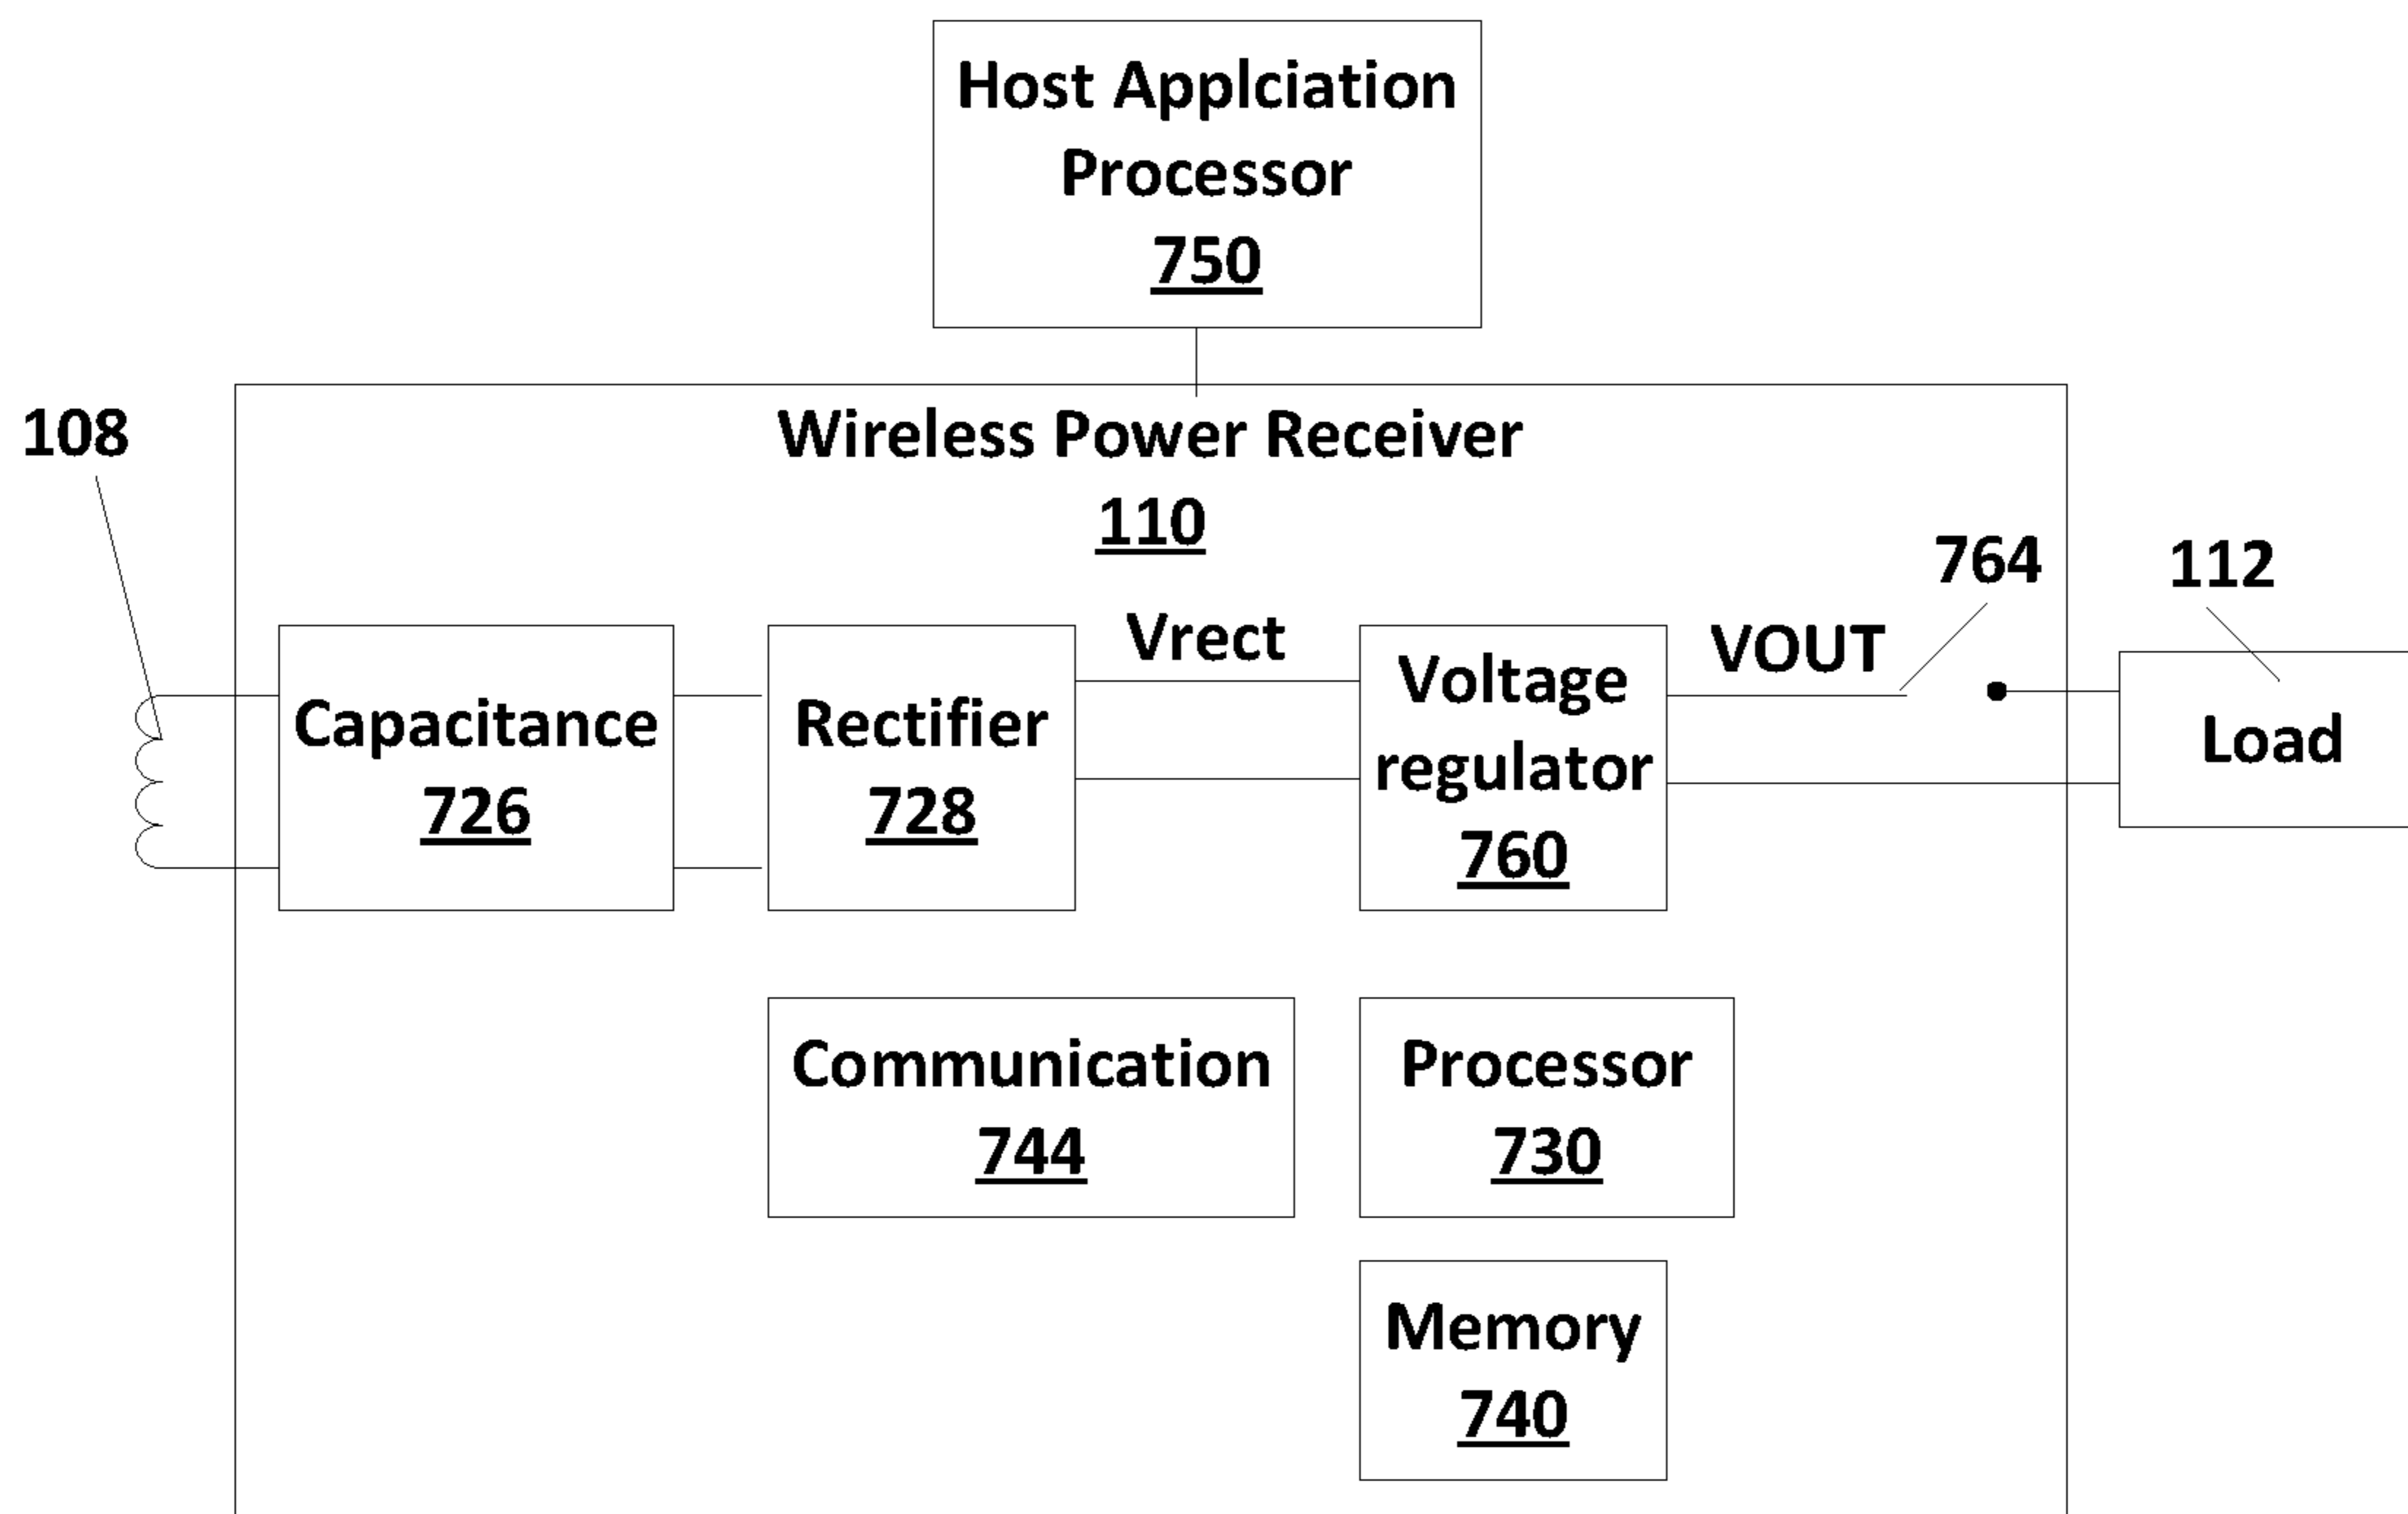 Host Applciation
Processor
750
108
Wireless Power Receiver
110
764
112
Vrect
VOUT
Capacitance
726
Rectifier
728
Voltage
regulator
760
Load
Communication
744
Processor
730
Memory
740